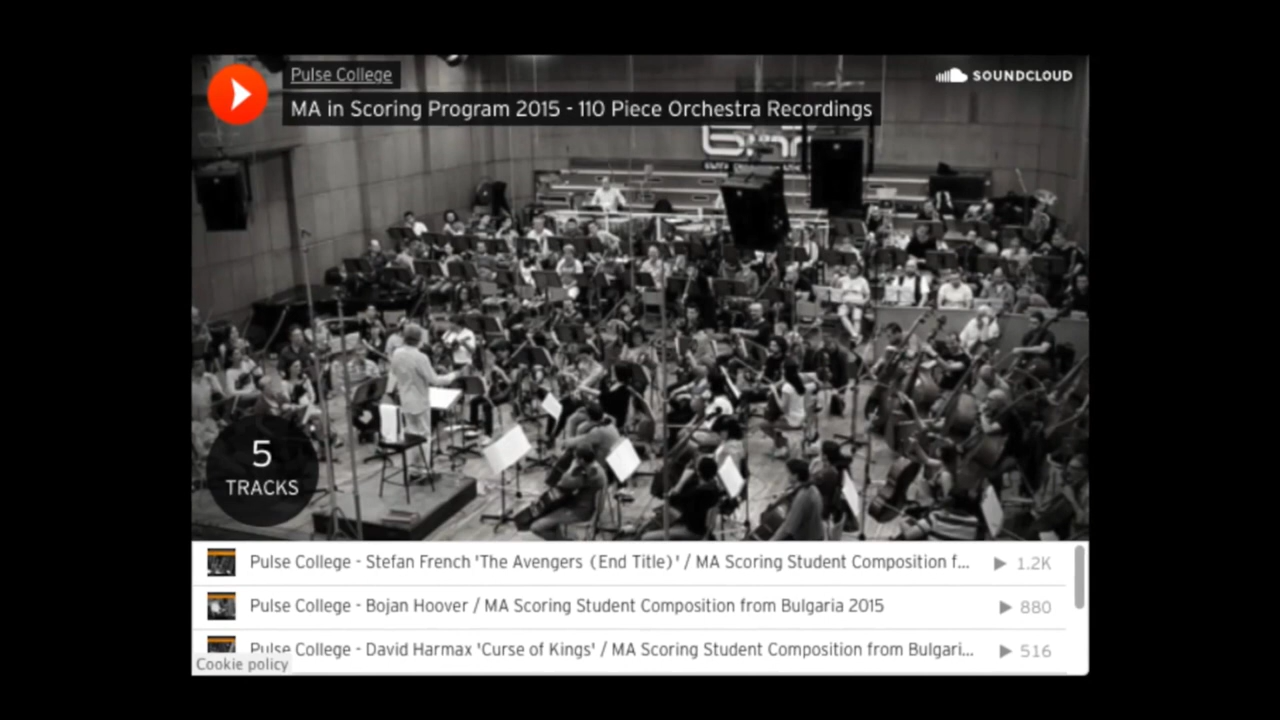 Pulse College
SOUNDCLOUD
MA in Scoring Program 2015 - 110 Piece Orchestra Recordings
5
TRACKS
Pulse College - Stefan French 'The Avengers (End Title)' / MA Scoring Student Composition f...
1.2K
Pulse College - Bojan Hoover / MA Scoring Student Composition from Bulgaria 2015
880
Pulse College - David Harmax 'Curse of Kings' / MA Scoring Student Composition from Bulgari...
516
Cookie policy